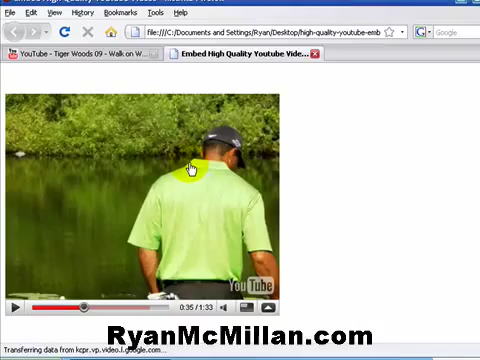 File Edit View History Bookmarks Tools Help
file:///C:/Documents and Settings/Ryan/Desktop/high-quality-youtube-emb
Google
YouTube - Tiger Woods 09 - Walk on W...
Embed High Quality Youtube Vide...
YouTube
0:35 / 1:33
RyanMcMillan.com
Transferring data from kcpr.vp.video.l.google.com...